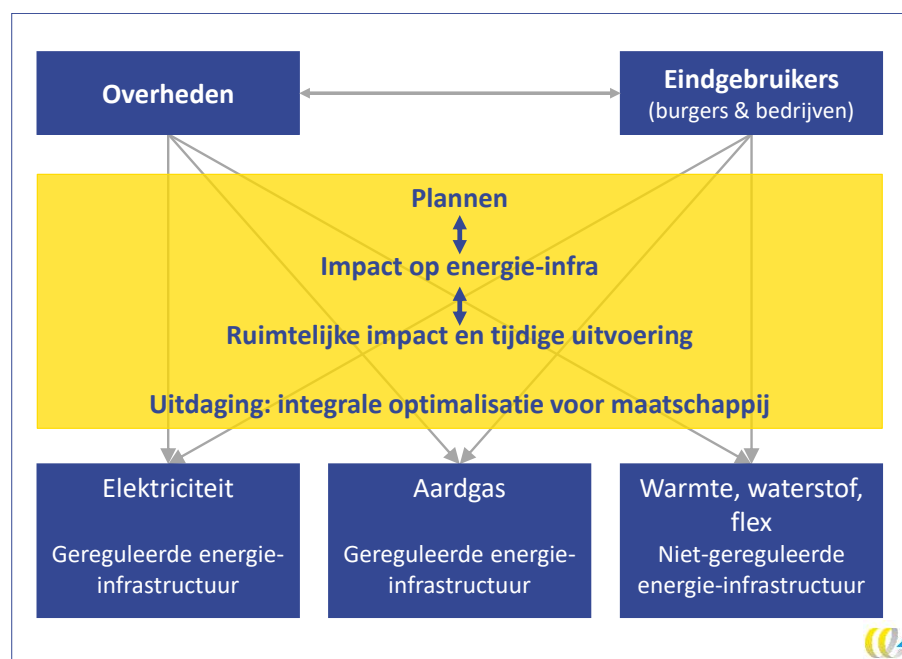 Overheden
Eindgebruikers
(burgers & bedrijven)
Plannen
Impact op energie-infra
Ruimtelijke impact en tijdige uitvoering
Uitdaging: integrale optimalisatie voor maatschappij
Elektriciteit
Gereguleerde energie-
infrastructuur
Aardgas
Gereguleerde energie-
infrastructuur
Warmte, waterstof,
flex
Niet-gereguleerde
energie-infrastructuur